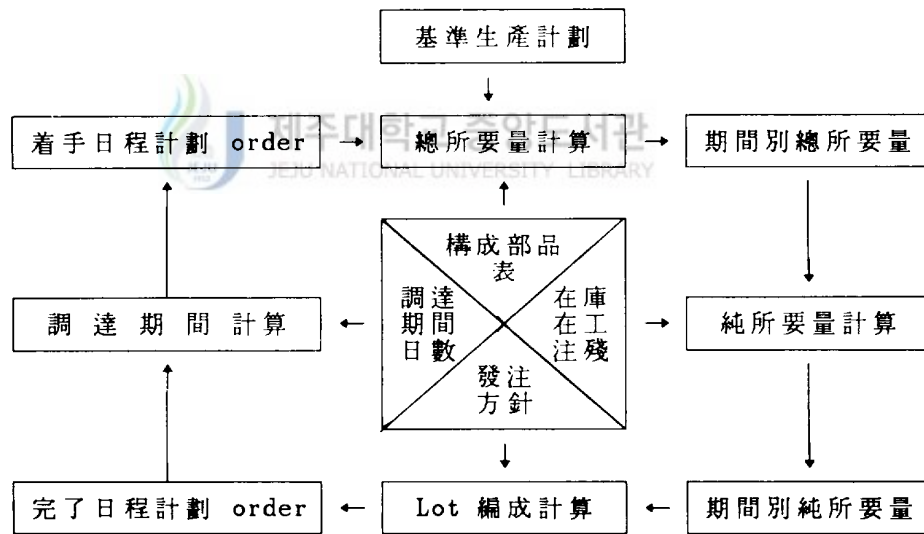 基準生産計劃
着手日程計劃 order
總所要量計算
期間別總所要量
제주대학교 중앙도서관
JEJU NATIONAL UNIVERSITY LIBRARY
構成部品
表
調達
期間
日數
在庫
在工
注殘
發注
方針
調達期間計算
純所要量計算
完了日程計劃 order
Lot 編成計算
期間別純所要量